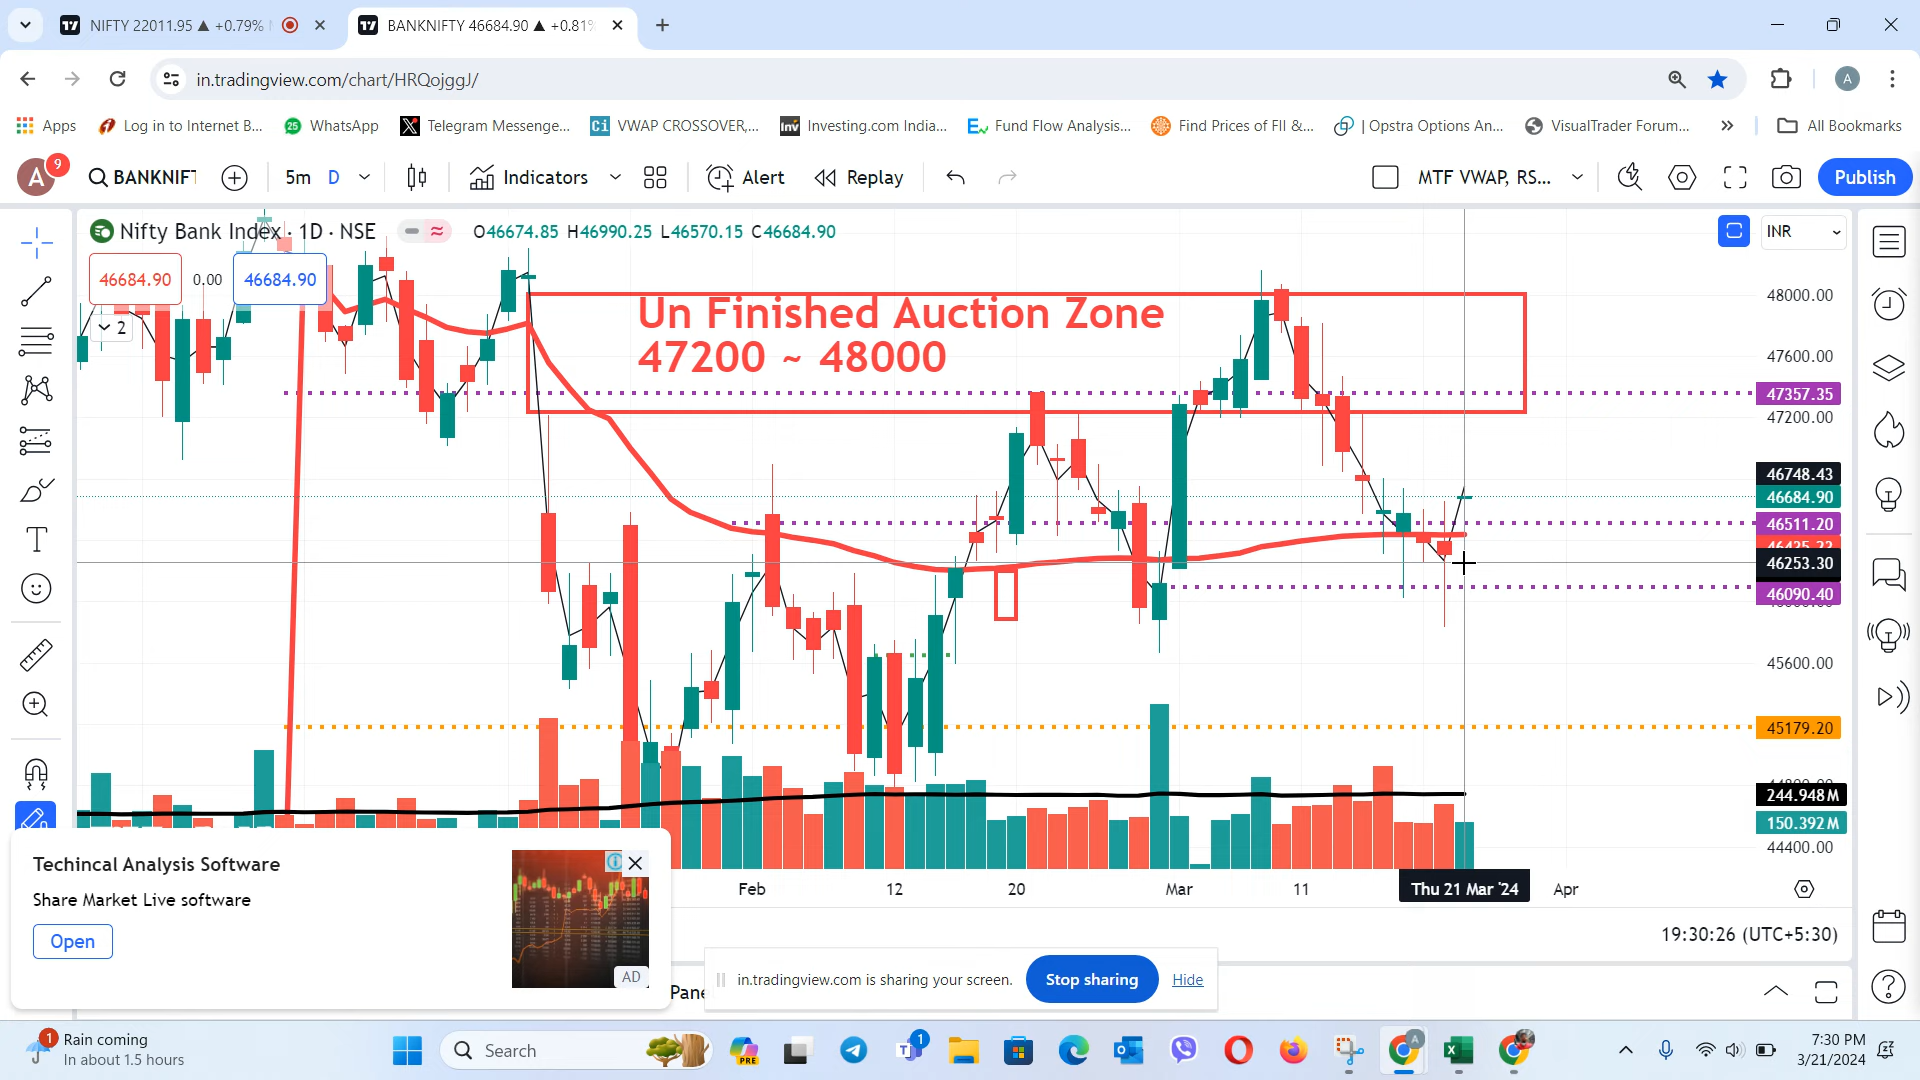 NIFTY 22011.95 ▲ +0.79%
BANKNIFTY 46684.90 ▲ +0.81%
in.tradingview.com/chart/HRQojggJ/
A
Apps
Log in to Internet B...
25
WhatsApp
Telegram Messenge...
Ci
VWAP CROSSOVER,...
Inv
Investing.com India...
Fund Flow Analysis...
Find Prices of FII &...
| Opstra Options An...
VisualTrader Forum...
All Bookmarks
A
9
BANKNIFT
5m
D
Indicators
Alert
Replay
MTF VWAP, RS...
Publish
Nifty Bank Index · 1D · NSE
O46674.85 H46990.25 L46570.15 C46684.90
INR
46684.90
0.00
46684.90
2
Un Finished Auction Zone
47200 ~ 48000
48000.00
47600.00
47357.35
47200.00
46748.43
46684.90
46511.20
46253.30
46090.40
45600.00
45179.20
244.948M
150.392M
44400.00
Feb
12
20
Mar
11
Thu 21 Mar '24
Apr
19:30:26 (UTC+5:30)
Techincal Analysis Software
Share Market Live software
Open
AD
Pane
in.tradingview.com is sharing your screen.
Stop sharing
Hide
1
Rain coming
In about 1.5 hours
Search
PRE
1
A
7:30 PM
3/21/2024